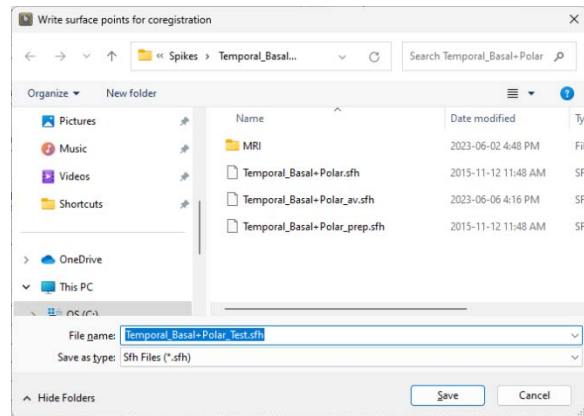 Write surface points for coregistration
« Spikes > Temporal_Basal...
Search Temporal_Basal+Polar
Organize
New folder
Name
Date modified
Ty
Pictures
Music
Videos
Shortcuts
OneDrive
This PC
OS (C:)
MRI
2023-06-02 4:48 PM
Fil
Temporal_Basal+Polar.sfh
2015-11-12 11:48 AM
SF
Temporal_Basal+Polar_av.sfh
2023-06-06 4:16 PM
SF
Temporal_Basal+Polar_prep.sfh
2015-11-12 11:48 AM
SF
File name: Temporal_Basal+Polar_Test.sfh
Save as type: Sfh Files (*.sfh)
Hide Folders
Save
Cancel